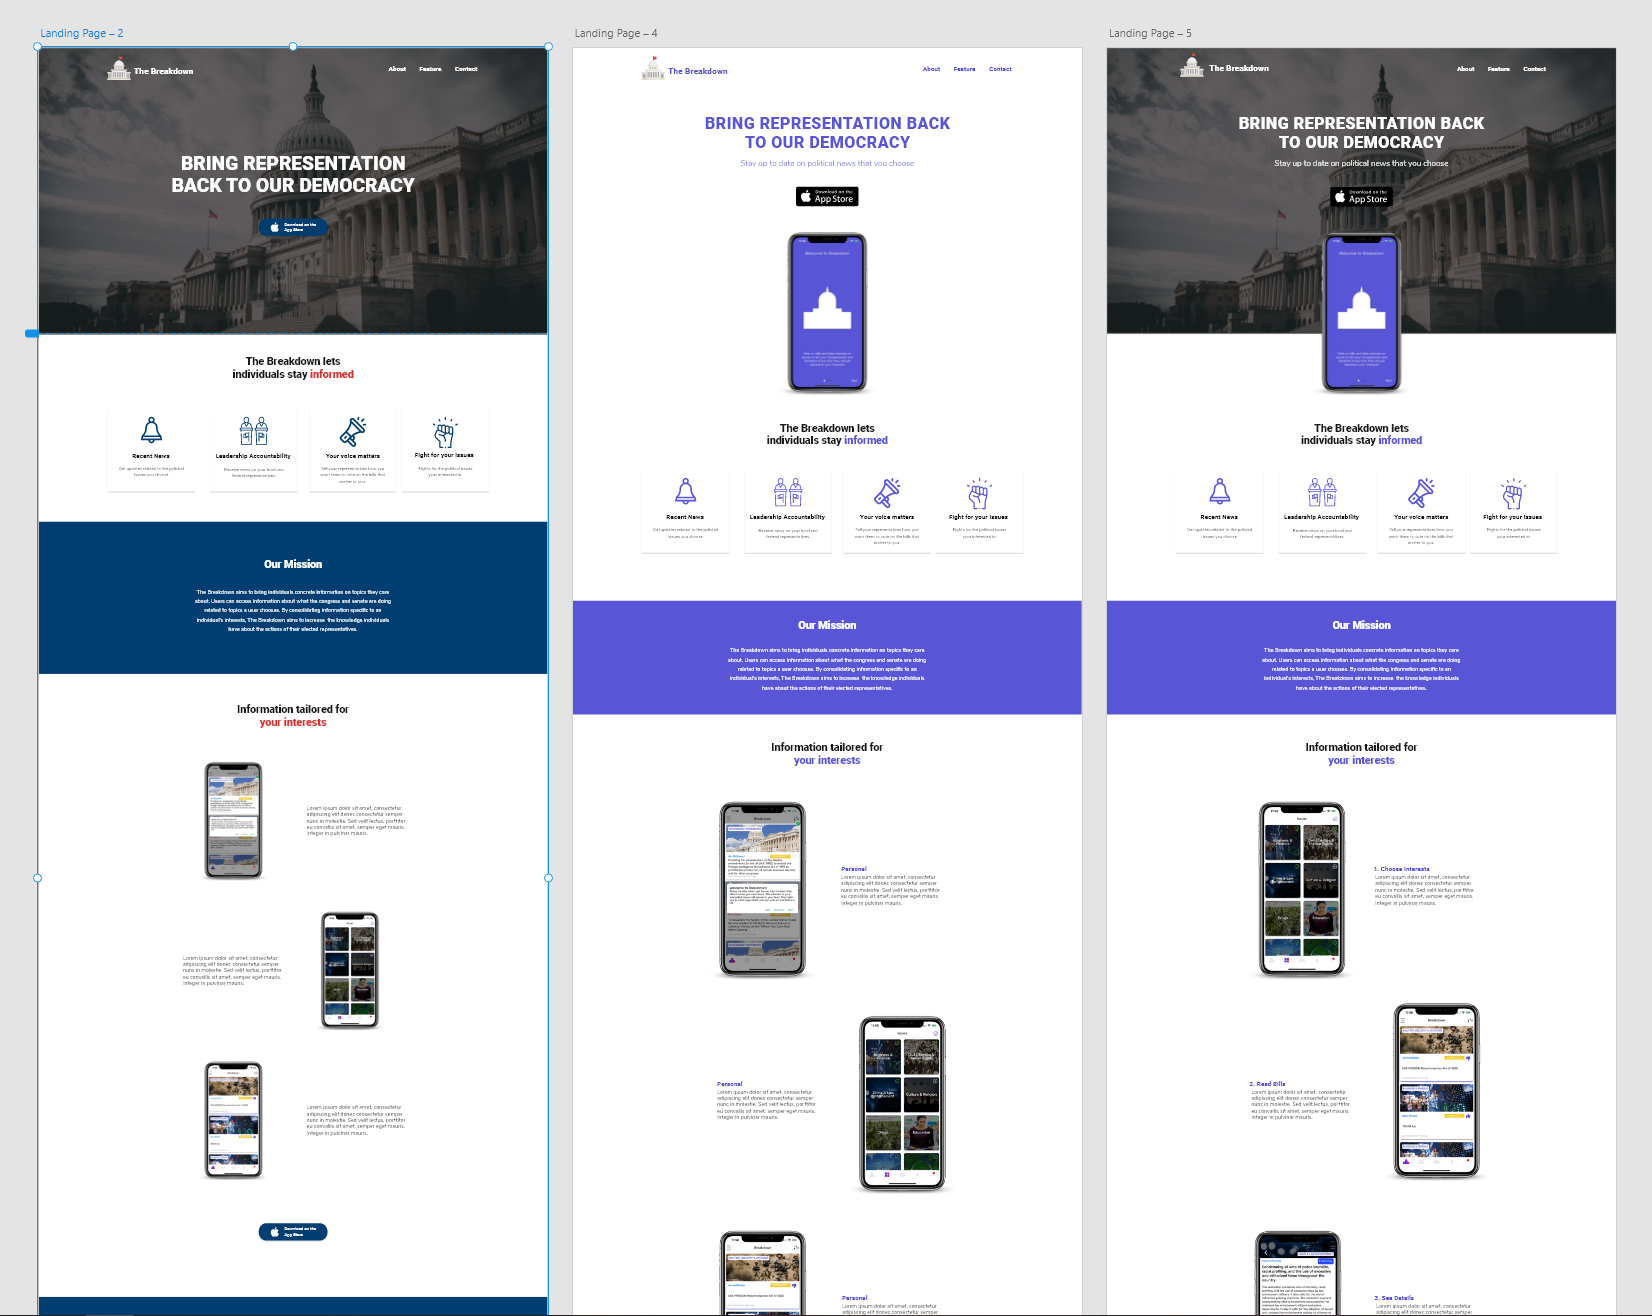 Landing Page – 2
The Breakdown
About Feature Contact
BRING REPRESENTATION
BACK TO OUR DEMOCRACY
Download on the
App Store
The Breakdown lets
individuals stay informed
Recent News
Get updates related to the political
issues you choose
Leadership Accountability
Receive news on your local and
federal representatives.
Your voice matters
Tell your representatives how you
want them to vote on the bills that
matter to you.
Fight for your Issues
Fights for the political issues
your interested in.
Our Mission
The Breakdown aims to bring individuals concrete information on topics they care
about. Users can access information about what the congress and senate are doing
related to topics a user chooses. By consolidating information specific to an
individual's interests, The Breakdown aims to increase the knowledge individuals
have about the actions of their elected representatives.
Information tailored for
your interests
Lorem ipsum dolor sit amet, consectetur
adipiscing elit donec consectetur semper
nunc in molestie. Sed velit lectus, porttitor
eu convallis sit amet, semper eget mauris.
Integer in pulvinar mauris.
Lorem ipsum dolor sit amet, consectetur
adipiscing elit donec consectetur semper
nunc in molestie. Sed velit lectus, porttitor
eu convallis sit amet, semper eget mauris.
Integer in pulvinar mauris.
Lorem ipsum dolor sit amet, consectetur
adipiscing elit donec consectetur semper
nunc in molestie. Sed velit lectus, porttitor
eu convallis sit amet, semper eget mauris.
Integer in pulvinar mauris.
Download on the
App Store
Landing Page – 4
The Breakdown
About Feature Contact
BRING REPRESENTATION BACK
TO OUR DEMOCRACY
Stay up to date on political news that you choose
Download on the
App Store
Welcome to Breakdown
The Breakdown lets
individuals stay informed
Recent News
Get updates related to the political
issues you choose
Leadership Accountability
Receive news on your local and
federal representatives.
Your voice matters
Tell your representatives how you
want them to vote on the bills that
matter to you.
Fight for your Issues
Fights for the political issues
your interested in.
Our Mission
The Breakdown aims to bring individuals concrete information on topics they care
about. Users can access information about what the congress and senate are doing
related to topics a user chooses. By consolidating information specific to an
individual's interests, The Breakdown aims to increase the knowledge individuals
have about the actions of their elected representatives.
Information tailored for
your interests
Breakdown
Personal
Lorem ipsum dolor sit amet, consectetur
adipiscing elit donec consectetur semper
nunc in molestie. Sed velit lectus, porttitor
eu convallis sit amet, semper eget mauris.
Integer in pulvinar mauris.
Personal
Lorem ipsum dolor sit amet, consectetur
adipiscing elit donec consectetur semper
nunc in molestie. Sed velit lectus, porttitor
eu convallis sit amet, semper eget mauris.
Integer in pulvinar mauris.
Issues
Culture & Religion
Drugs
Education
Breakdown
Personal
Lorem ipsum dolor sit amet, consectetur
Landing Page – 5
The Breakdown
About Feature Contact
BRING REPRESENTATION BACK
TO OUR DEMOCRACY
Stay up to date on political news that you choose
Download on the
App Store
The Breakdown lets
individuals stay informed
Recent News
Get updates related to the political
issues you choose
Leadership Accountability
Receive news on your local and
federal representatives.
Your voice matters
Tell your representatives how you
want them to vote on the bills that
matter to you.
Fight for your Issues
Fights for the political issues
your interested in.
Our Mission
The Breakdown aims to bring individuals concrete information on topics they care
about. Users can access information about what the congress and senate are doing
related to topics a user chooses. By consolidating information specific to an
individual's interests, The Breakdown aims to increase the knowledge individuals
have about the actions of their elected representatives.
Information tailored for
your interests
Issues
Drugs
Education
1. Choose Interests
Lorem ipsum dolor sit amet, consectetur
adipiscing elit donec consectetur semper
nunc in molestie. Sed velit lectus, porttitor
eu convallis sit amet, semper eget mauris.
Integer in pulvinar mauris.
2. Read Bills
Lorem ipsum dolor sit amet, consectetur
adipiscing elit donec consectetur semper
nunc in molestie. Sed velit lectus, porttitor
eu convallis sit amet, semper eget mauris.
Integer in pulvinar mauris.
Breakdown
Condemning all acts of police brutality,
racial profiling, and the use of excessive
and militarized force throughout the
country.
3. See Details
Lorem ipsum dolor sit amet, consectetur